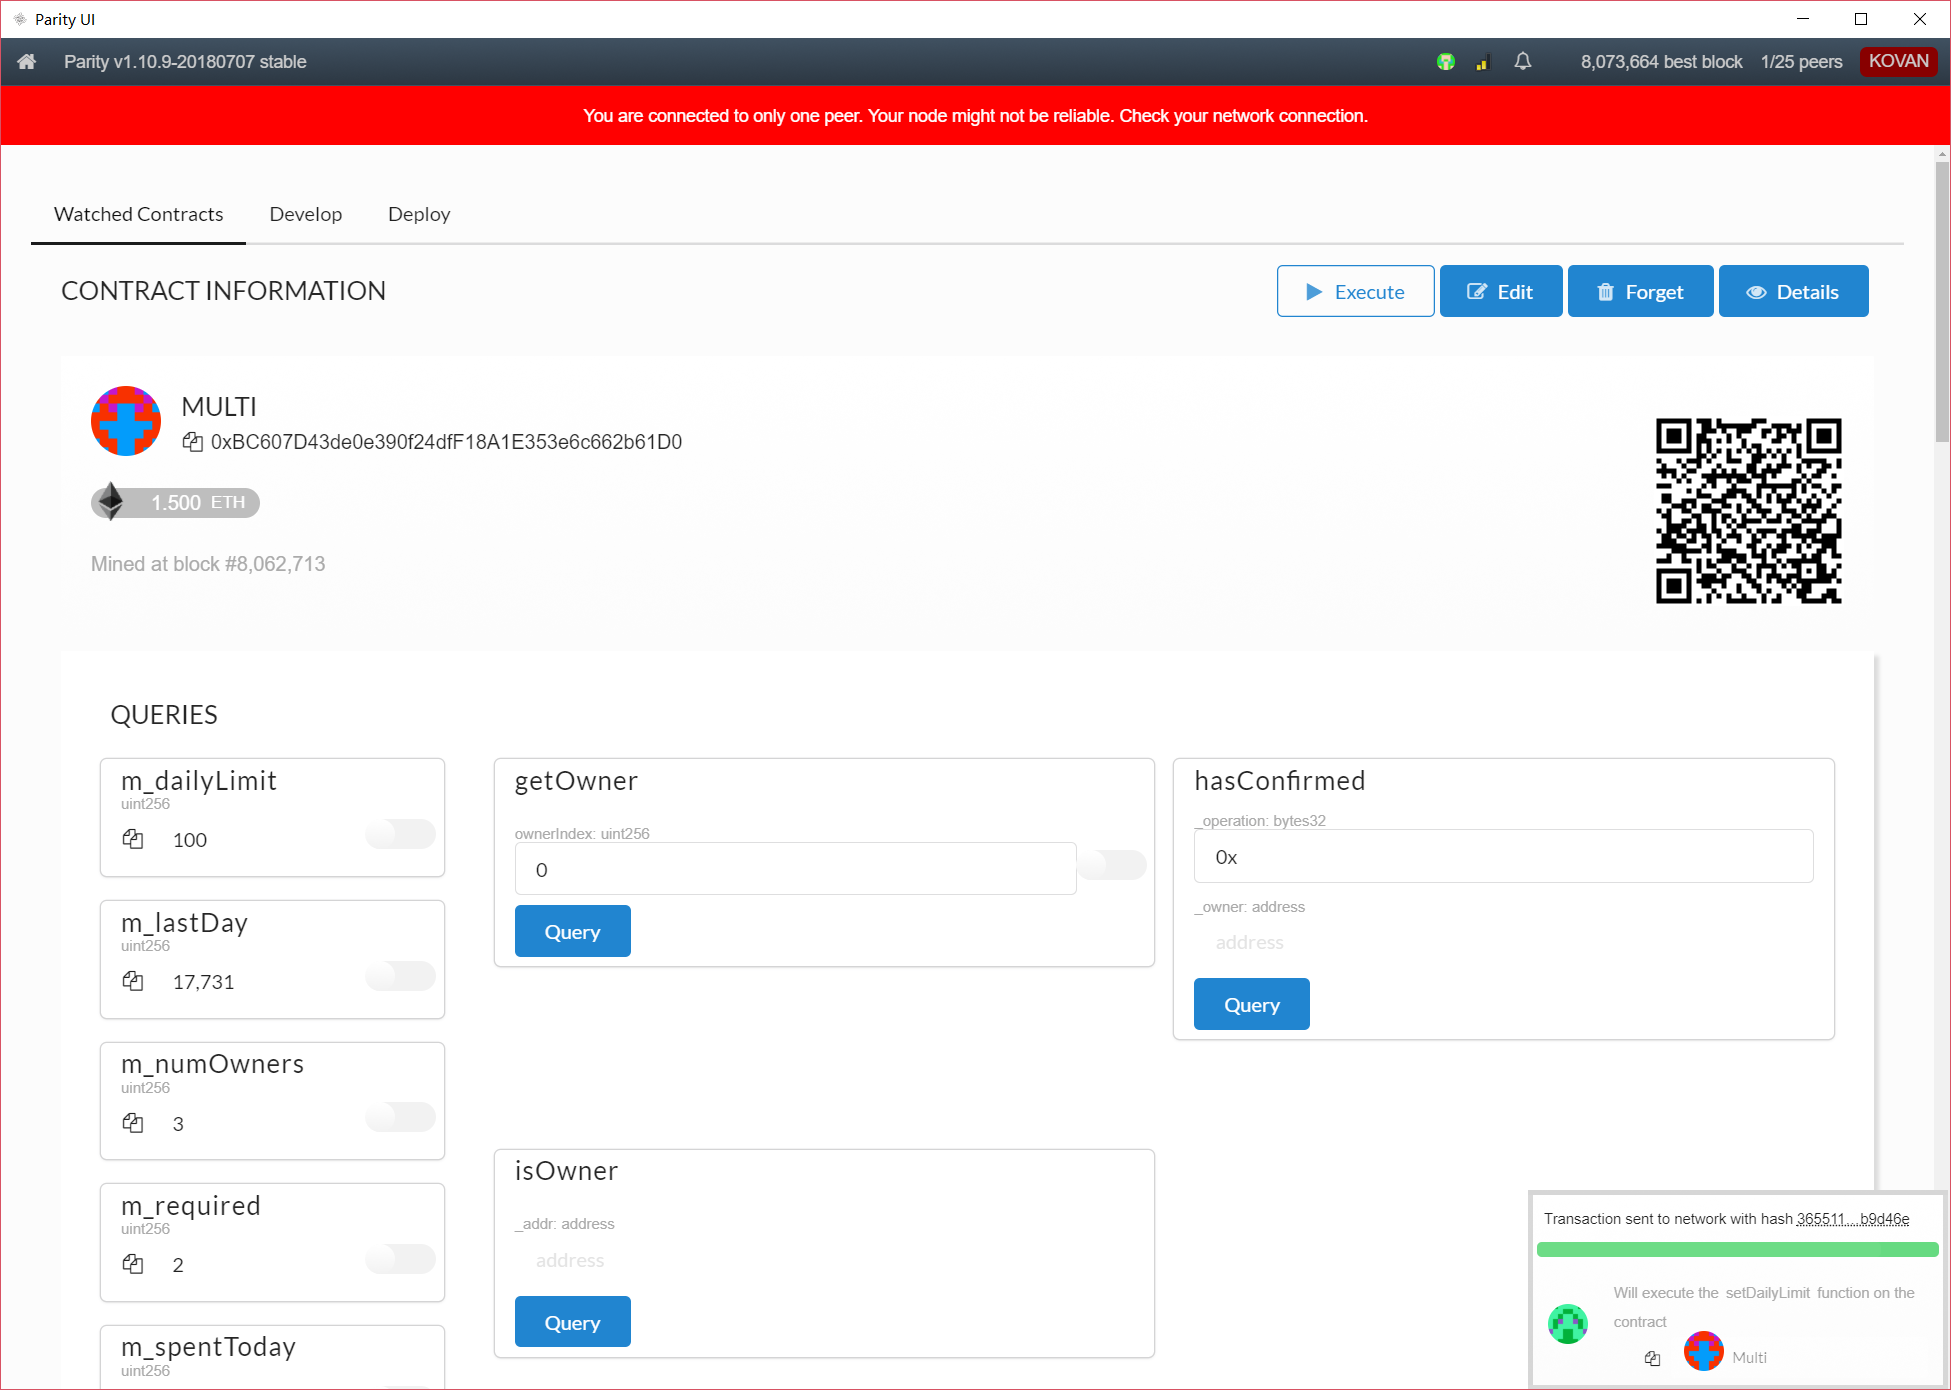 Parity UI
Parity v1.10.9-20180707 stable
8,073,664 best block
1/25 peers
KOVAN
You are connected to only one peer. Your node might not be reliable. Check your network connection.
Watched Contracts
Develop
Deploy
CONTRACT INFORMATION
Execute
Edit
Forget
Details
MULTI
0xBC607D43de0e390f24dfF18A1E353e6c662b61D0
1.500 ETH
Mined at block #8,062,713
QUERIES
m_dailyLimit
uint256
100
m_lastDay
uint256
17,731
m_numOwners
uint256
3
m_required
uint256
2
m_spentToday
uint256
getOwner
ownerIndex: uint256
0
Query
isOwner
_addr: address
address
Query
hasConfirmed
_operation: bytes32
0x
_owner: address
address
Query
Transaction sent to network with hash 365511...b9d46e
Will execute the setDailyLimit function on the
contract
Multi